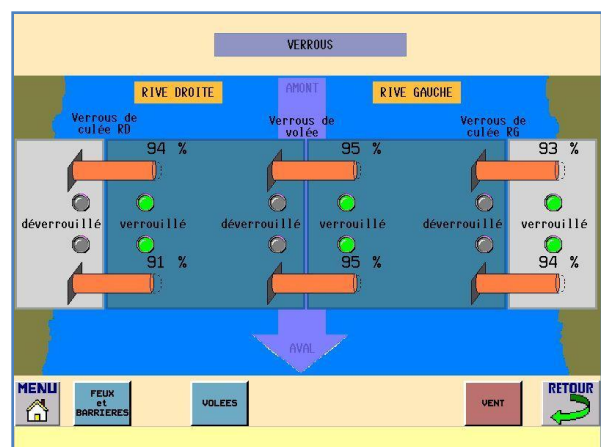 VERROUS
RIVE DROITE
AMONT
RIVE GAUCHE
Verrous de
culée RD
Verrous de
volée
Verrous de
culée RG
94 %
95 %
93 %
déverrouillé
verrouillé
déverrouillé
verrouillé
déverrouillé
verrouillé
91 %
95 %
94 %
AVAL
MENU
FEUX
et
BARRIERES
VOLEES
VENT
RETOUR